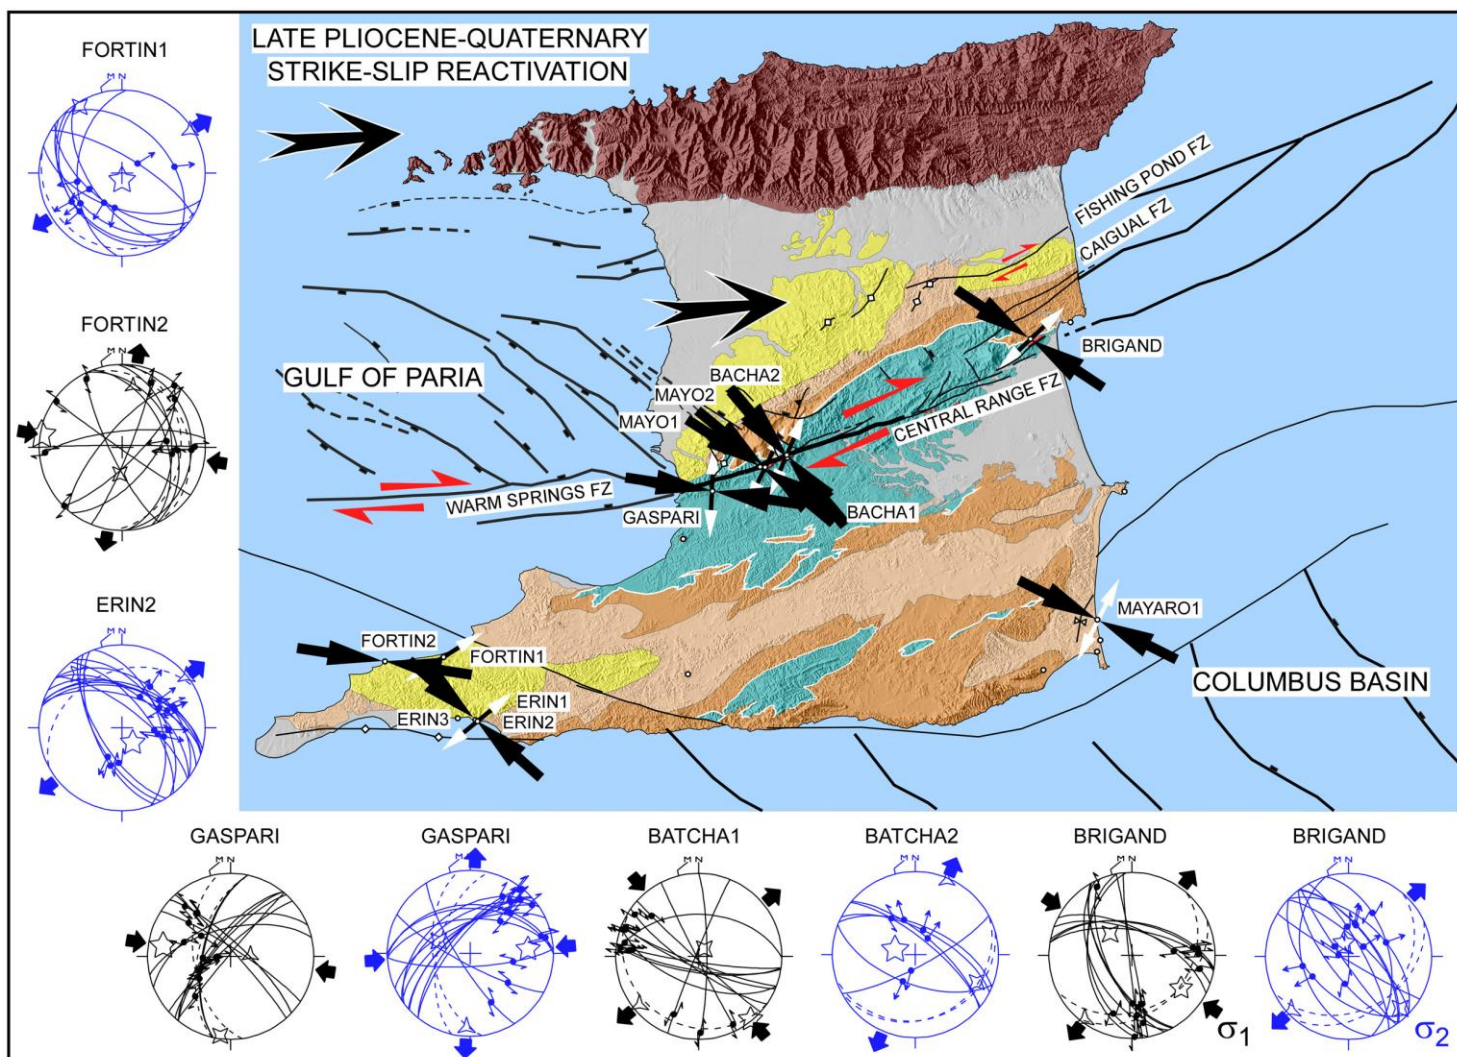 FORTIN1
M N
FORTIN2
M N
ERIN2
M N
LATE PLIOCENE-QUATERNARY
STRIKE-SLIP REACTIVATION
FISHING POND FZ
CAIGUAL FZ
BRIGAND
GULF OF PARIA
BACHA2
MAYO2
MAYO1
CENTRAL RANGE FZ
WARM SPRINGS FZ
GASPARI
BACHA1
MAYARO1
FORTIN2
FORTIN1
COLUMBUS BASIN
ERIN1
ERIN3
ERIN2
GASPARI
M N
GASPARI
M N
BATCHA1
M N
BATCHA2
M N
BRIGAND
M N
σ1
BRIGAND
M N
σ2